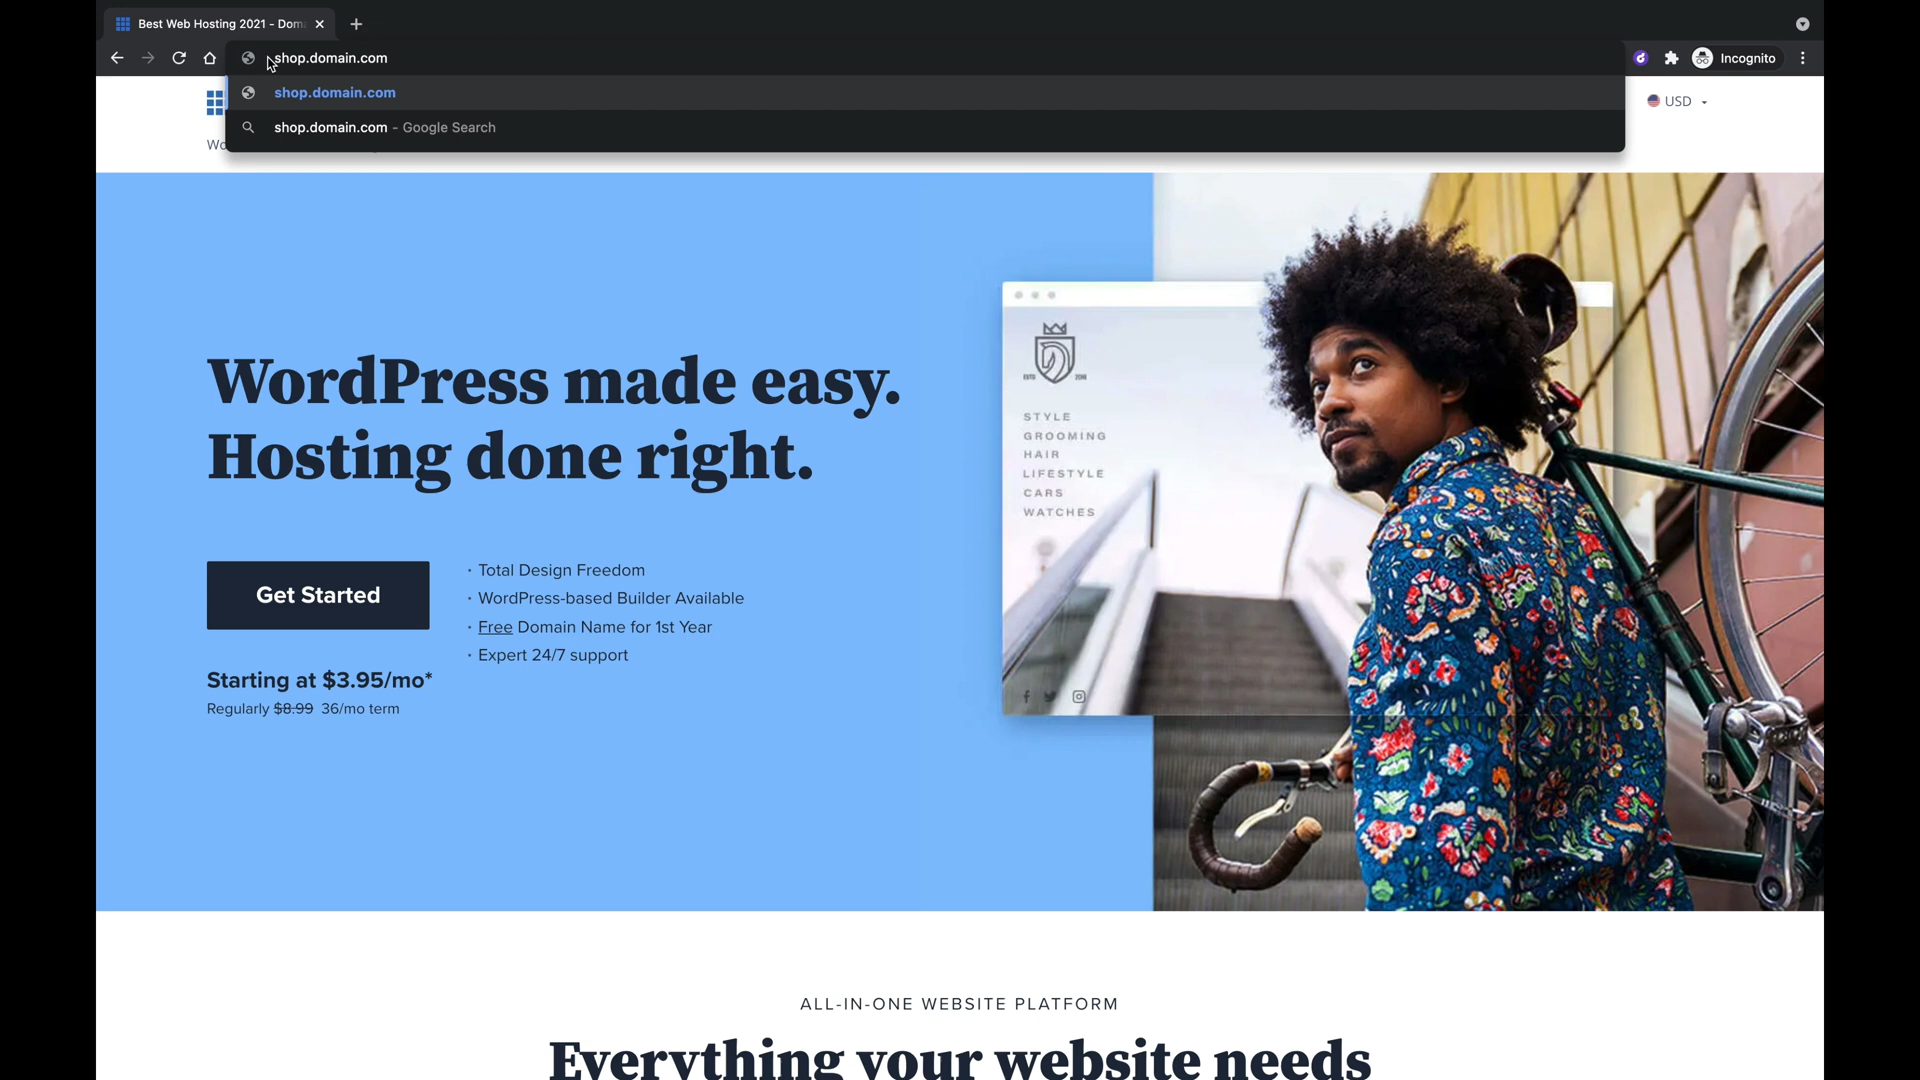 Best Web Hosting 2021 - Dom
shop.domain.com
Incognito
shop.domain.com
shop.domain.com - Google Search
USD
Wo
WordPress made easy.
Hosting done right.
Get Started
· Total Design Freedom
· WordPress-based Builder Available
· Free Domain Name for 1st Year
· Expert 24/7 support
Starting at $3.95/mo*
Regularly $8.99 36/mo term
ESTD 2018
STYLE
GROOMING
HAIR
LIFESTYLE
CARS
WATCHES
ALL-IN-ONE WEBSITE PLATFORM
Everything your website needs